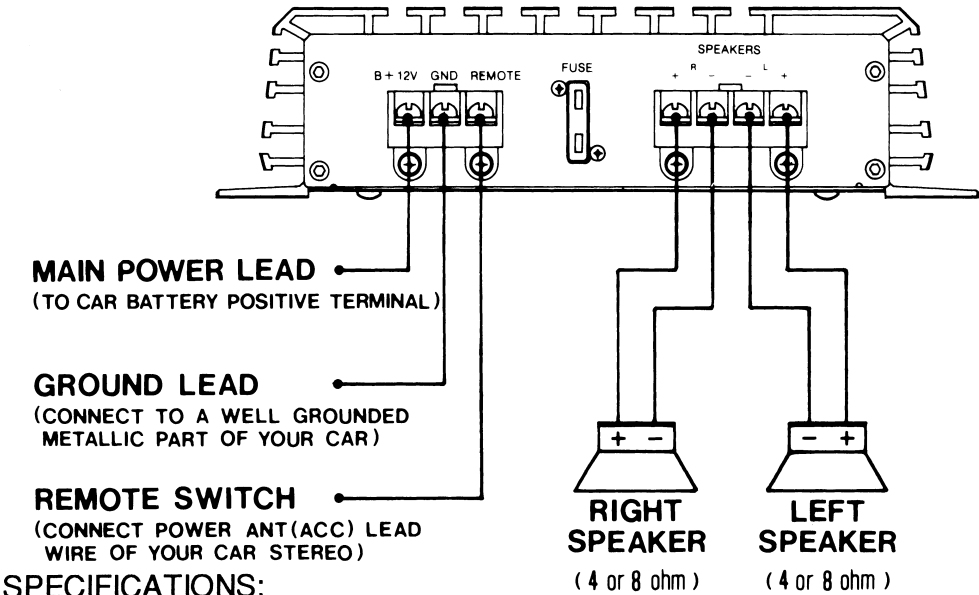 SPEAKERS
B+12V GND REMOTE FUSE + R - - L +
MAIN POWER LEAD
(TO CAR BATTERY POSITIVE TERMINAL)
GROUND LEAD
(CONNECT TO A WELL GROUNDED
METALLIC PART OF YOUR CAR)
REMOTE SWITCH
(CONNECT POWER ANT(ACC) LEAD
WIRE OF YOUR CAR STEREO)
+ -
RIGHT
SPEAKER
(4 or 8 ohm)
- +
LEFT
SPEAKER
(4 or 8 ohm)
SPECIFICATIONS: